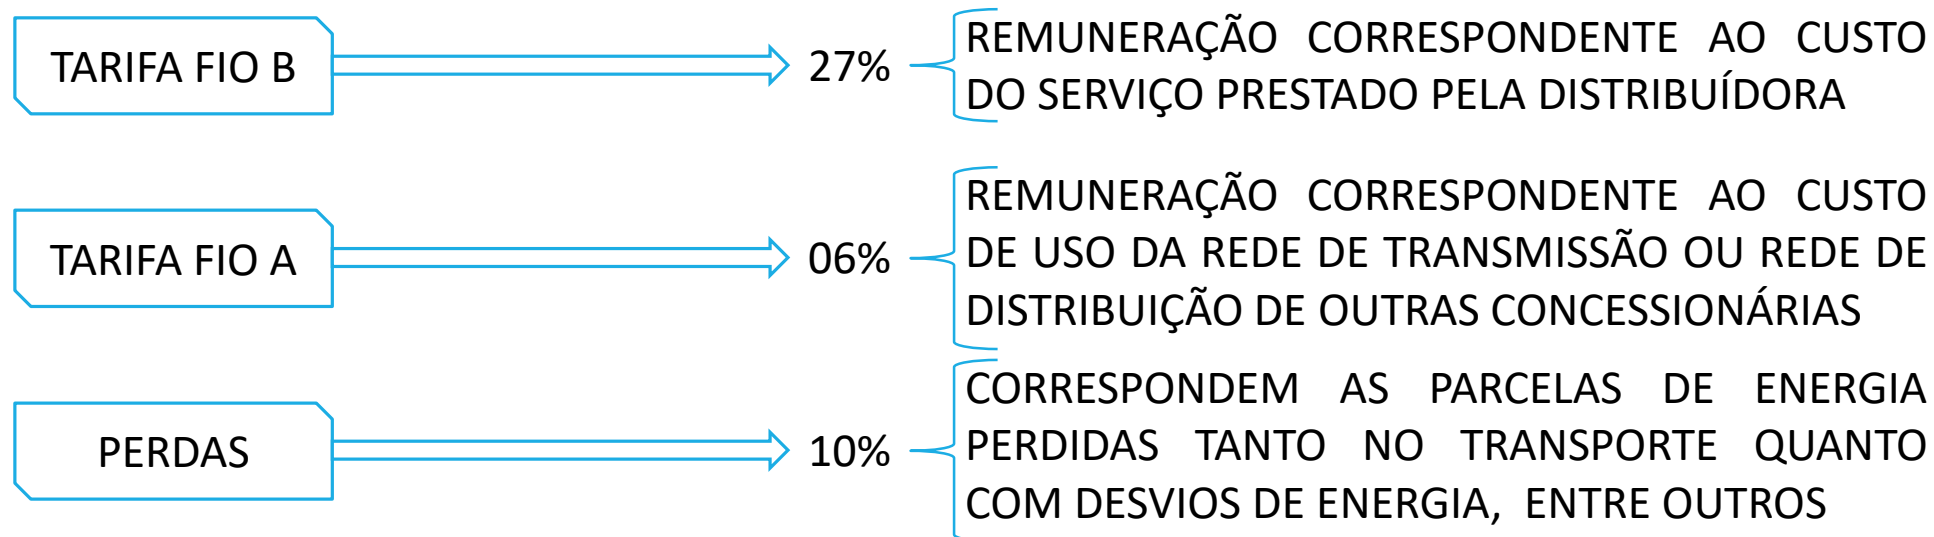 TARIFA FIO B
27%
REMUNERAÇÃO CORRESPONDENTE AO CUSTO
DO SERVIÇO PRESTADO PELA DISTRIBUÍDORA
TARIFA FIO A
06%
REMUNERAÇÃO CORRESPONDENTE AO CUSTO
DE USO DA REDE DE TRANSMISSÃO OU REDE DE
DISTRIBUIÇÃO DE OUTRAS CONCESSIONÁRIAS
PERDAS
10%
CORRESPONDEM AS PARCELAS DE ENERGIA
PERDIDAS TANTO NO TRANSPORTE QUANTO
COM DESVIOS DE ENERGIA, ENTRE OUTROS